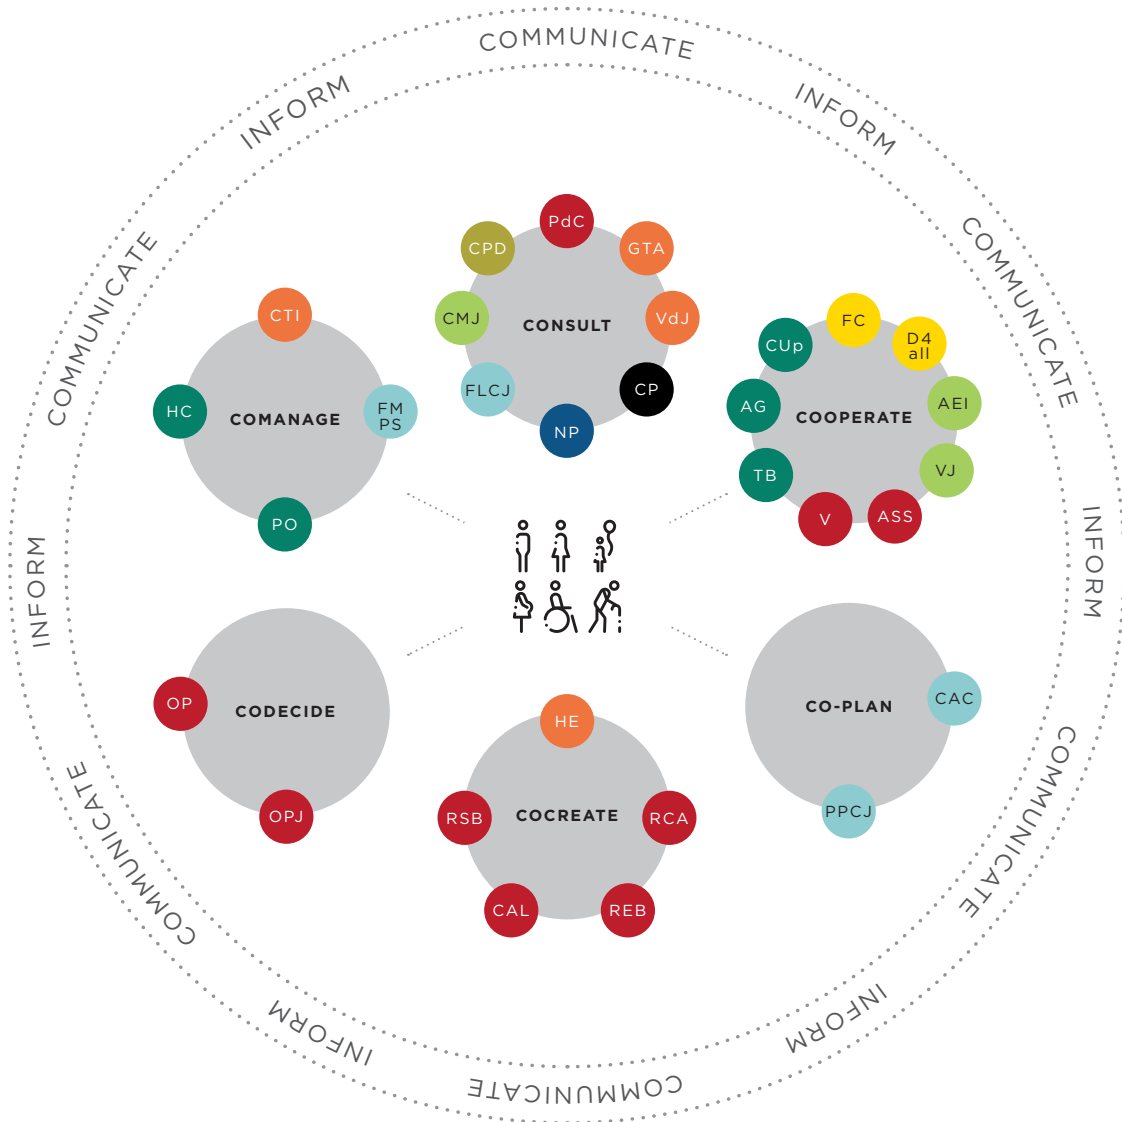 COMMUNICATE
INFORM
COMMUNICATE
INFORM
COMMUNICATE
INFORM
COMMUNICATE
INFORM
COMMUNICATE
INFORM
COMMUNICATE
INFORM
PdC
GTA
VdJ
CP
NP
FLCJ
CMJ
CPD
CONSULT
CTI
HC
FM
PS
PO
COMANAGE
FC
D4
all
AEI
VJ
ASS
V
TB
AG
CUp
COOPERATE
OP
OPJ
CODECIDE
HE
RSB
RCA
CAL
REB
COCREATE
CAC
PPCJ
CO-PLAN